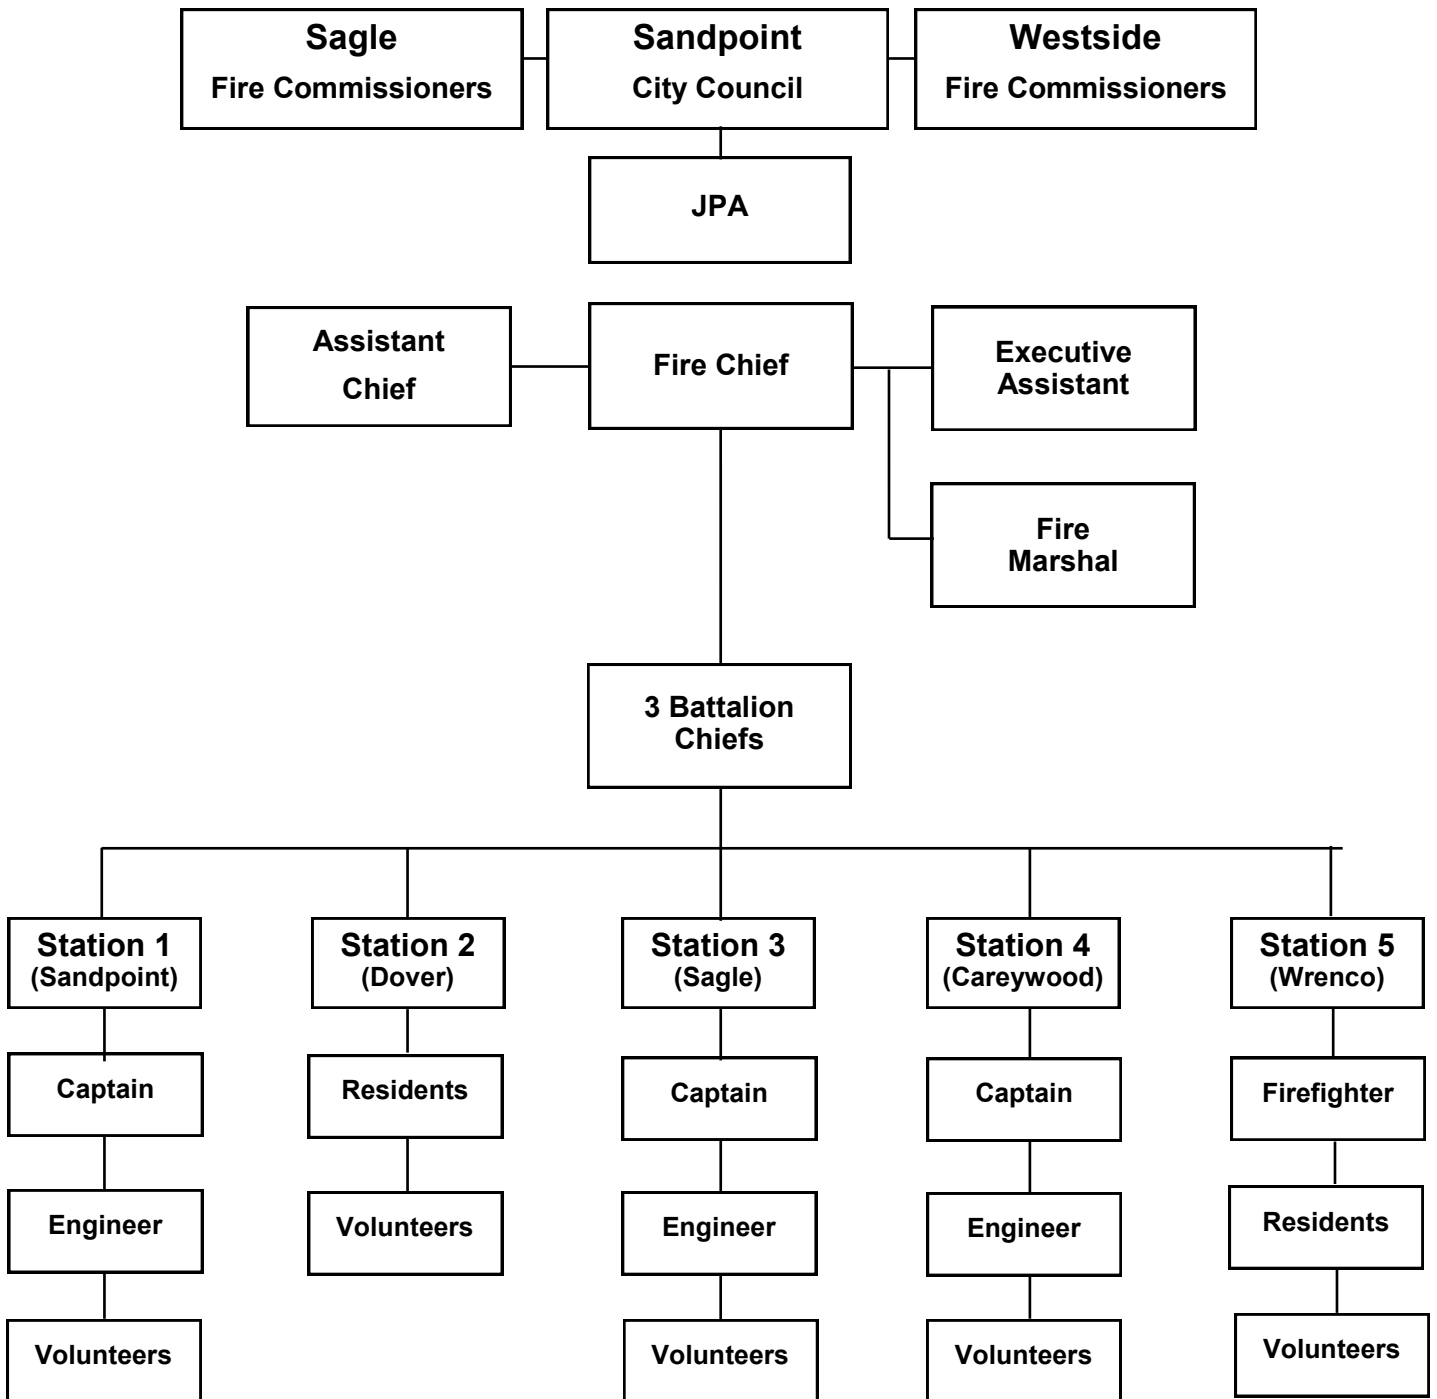 Sagle
Fire Commissioners
Sandpoint
City Council
Westside
Fire Commissioners
JPA
Assistant
Chief
Fire Chief
Executive
Assistant
Fire
Marshal
3 Battalion
Chiefs
Station 1
(Sandpoint)
Station 2
(Dover)
Station 3
(Sagle)
Station 4
(Careywood)
Station 5
(Wrenco)
Captain
Residents
Captain
Captain
Firefighter
Engineer
Volunteers
Engineer
Engineer
Residents
Volunteers
Volunteers
Volunteers
Volunteers